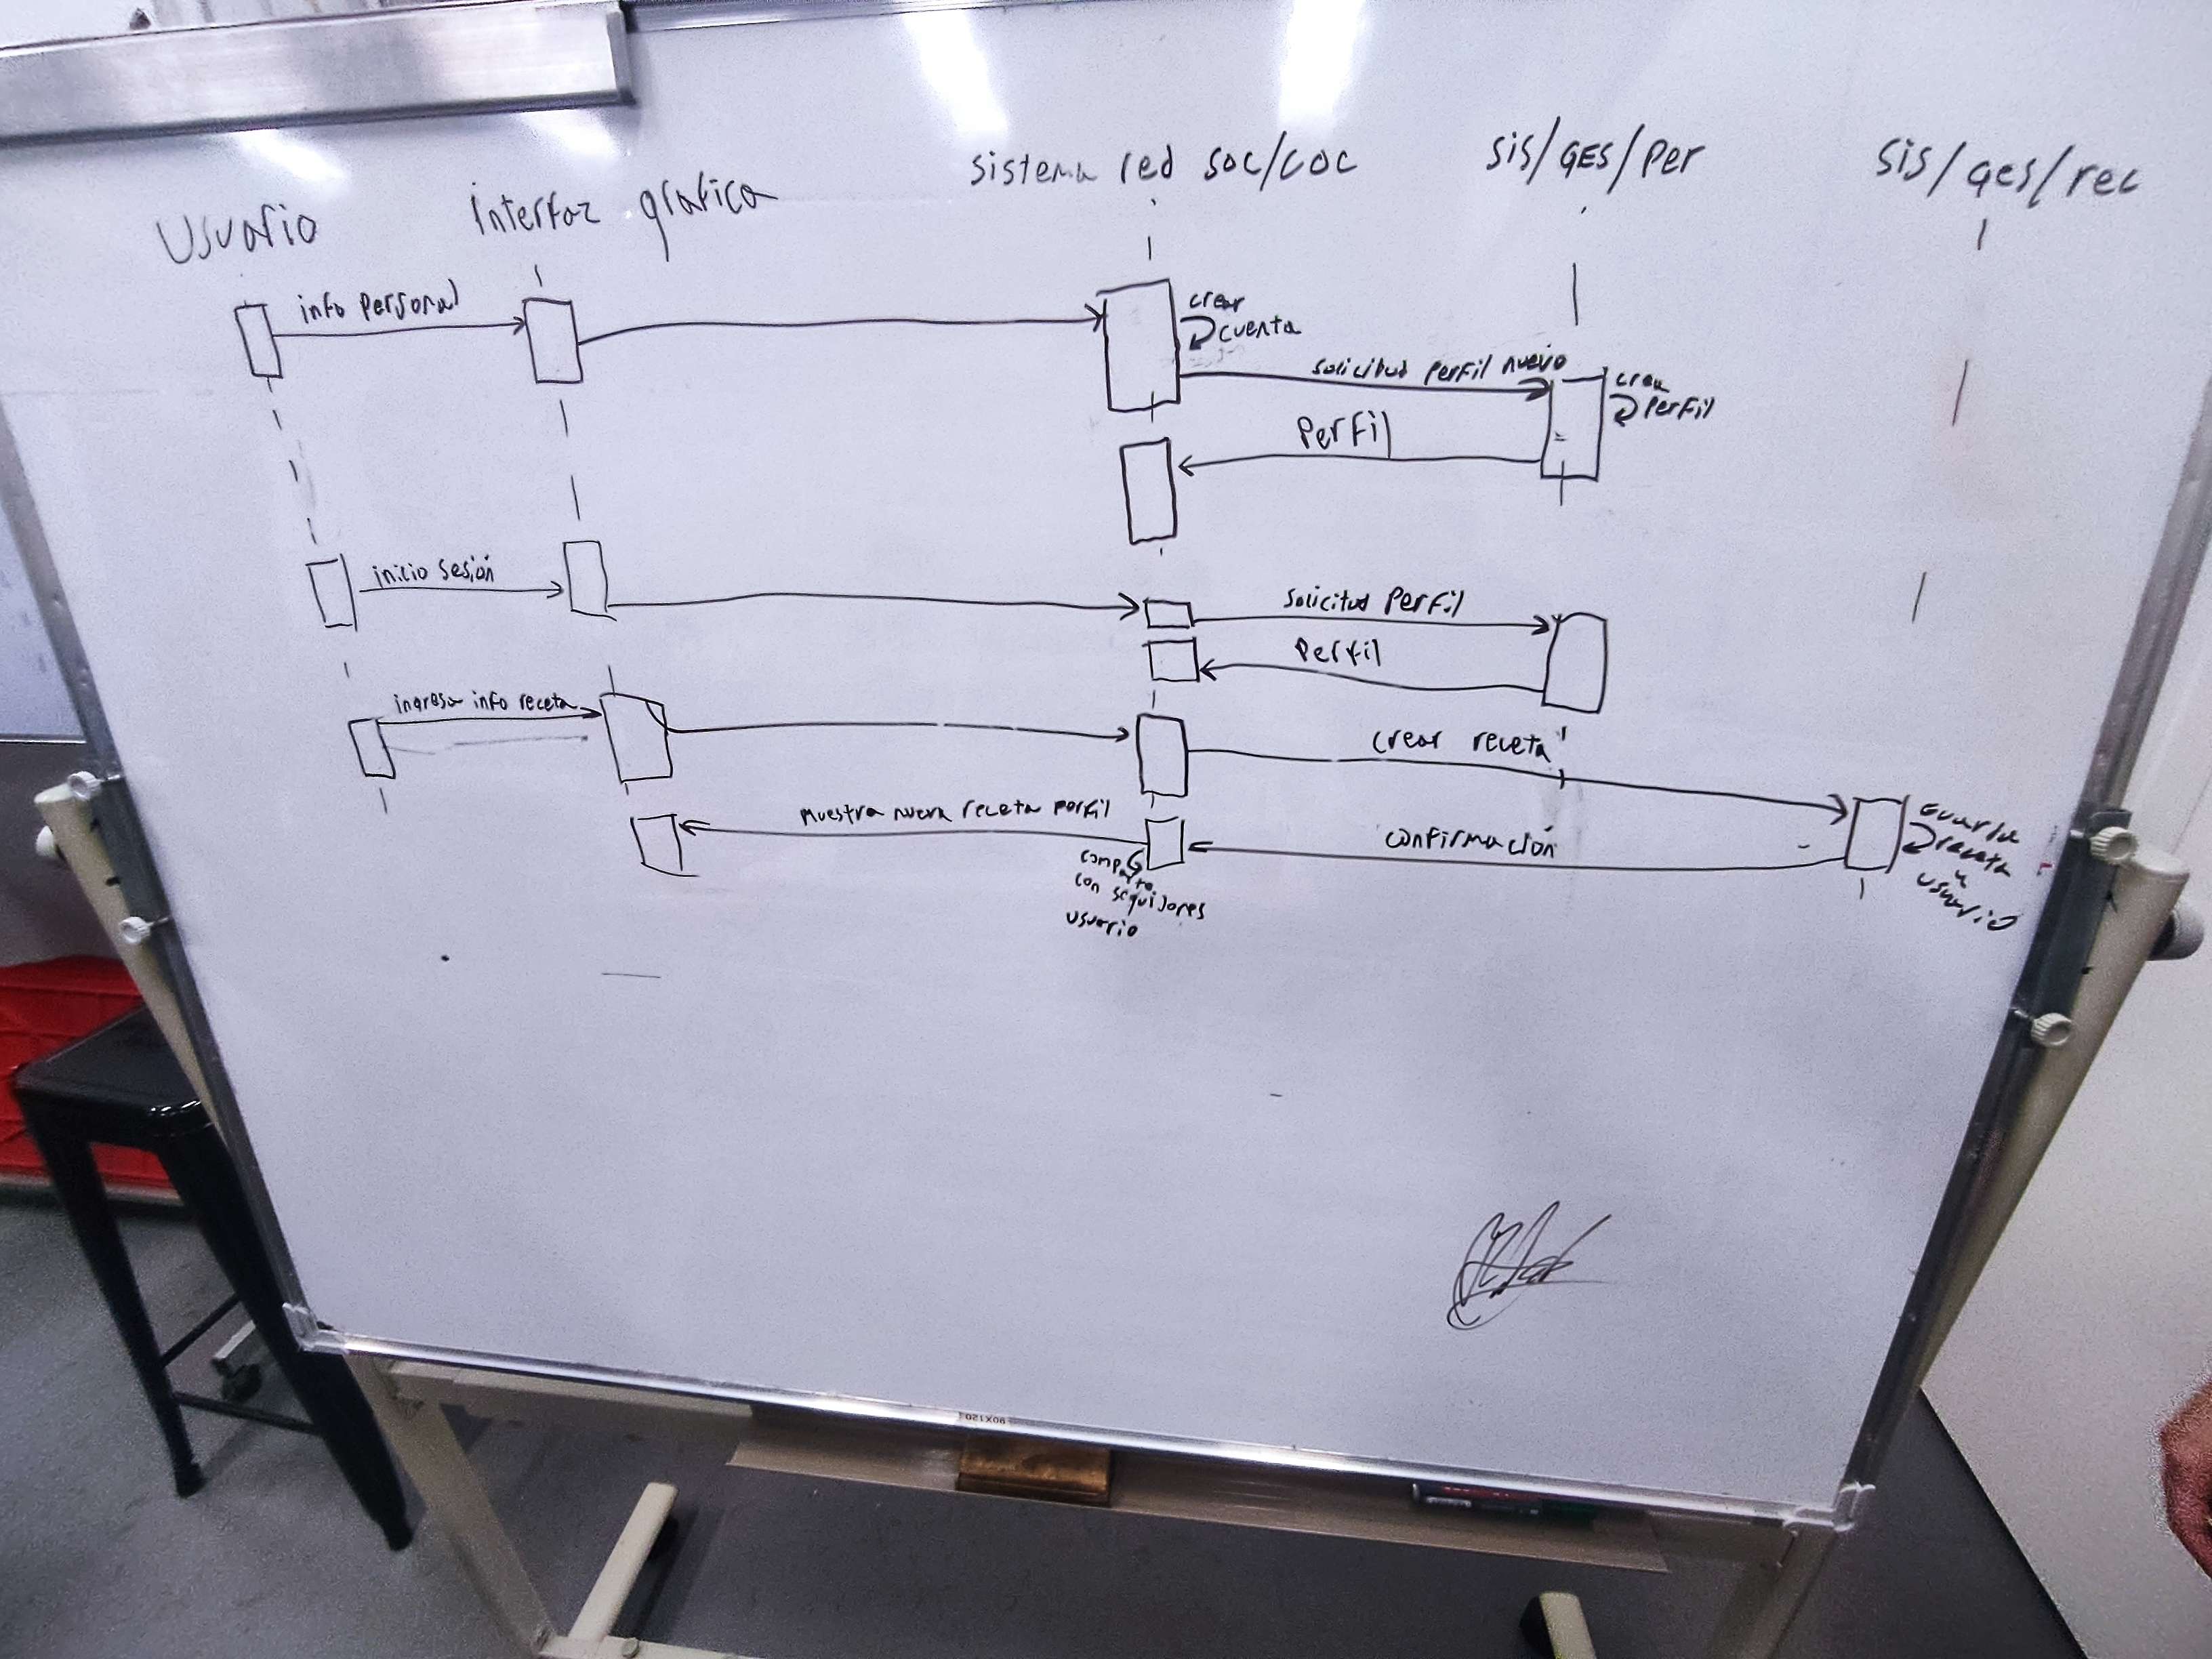 Usuario
interfaz grafica
sistema red soc/coc
sis/GES/Per
sis/Ges/rec
info personal
crear
cuenta
solicitud perfil nuevo
crea
Perfil
Perfil
inicio sesión
solicitud Perfil
Perfil
ingresa info receta
crear receta
Guarda
receta
y
usuario
confirmación
Muestra nueva receta perfil
comparte
con seguidores
usuario
90X120